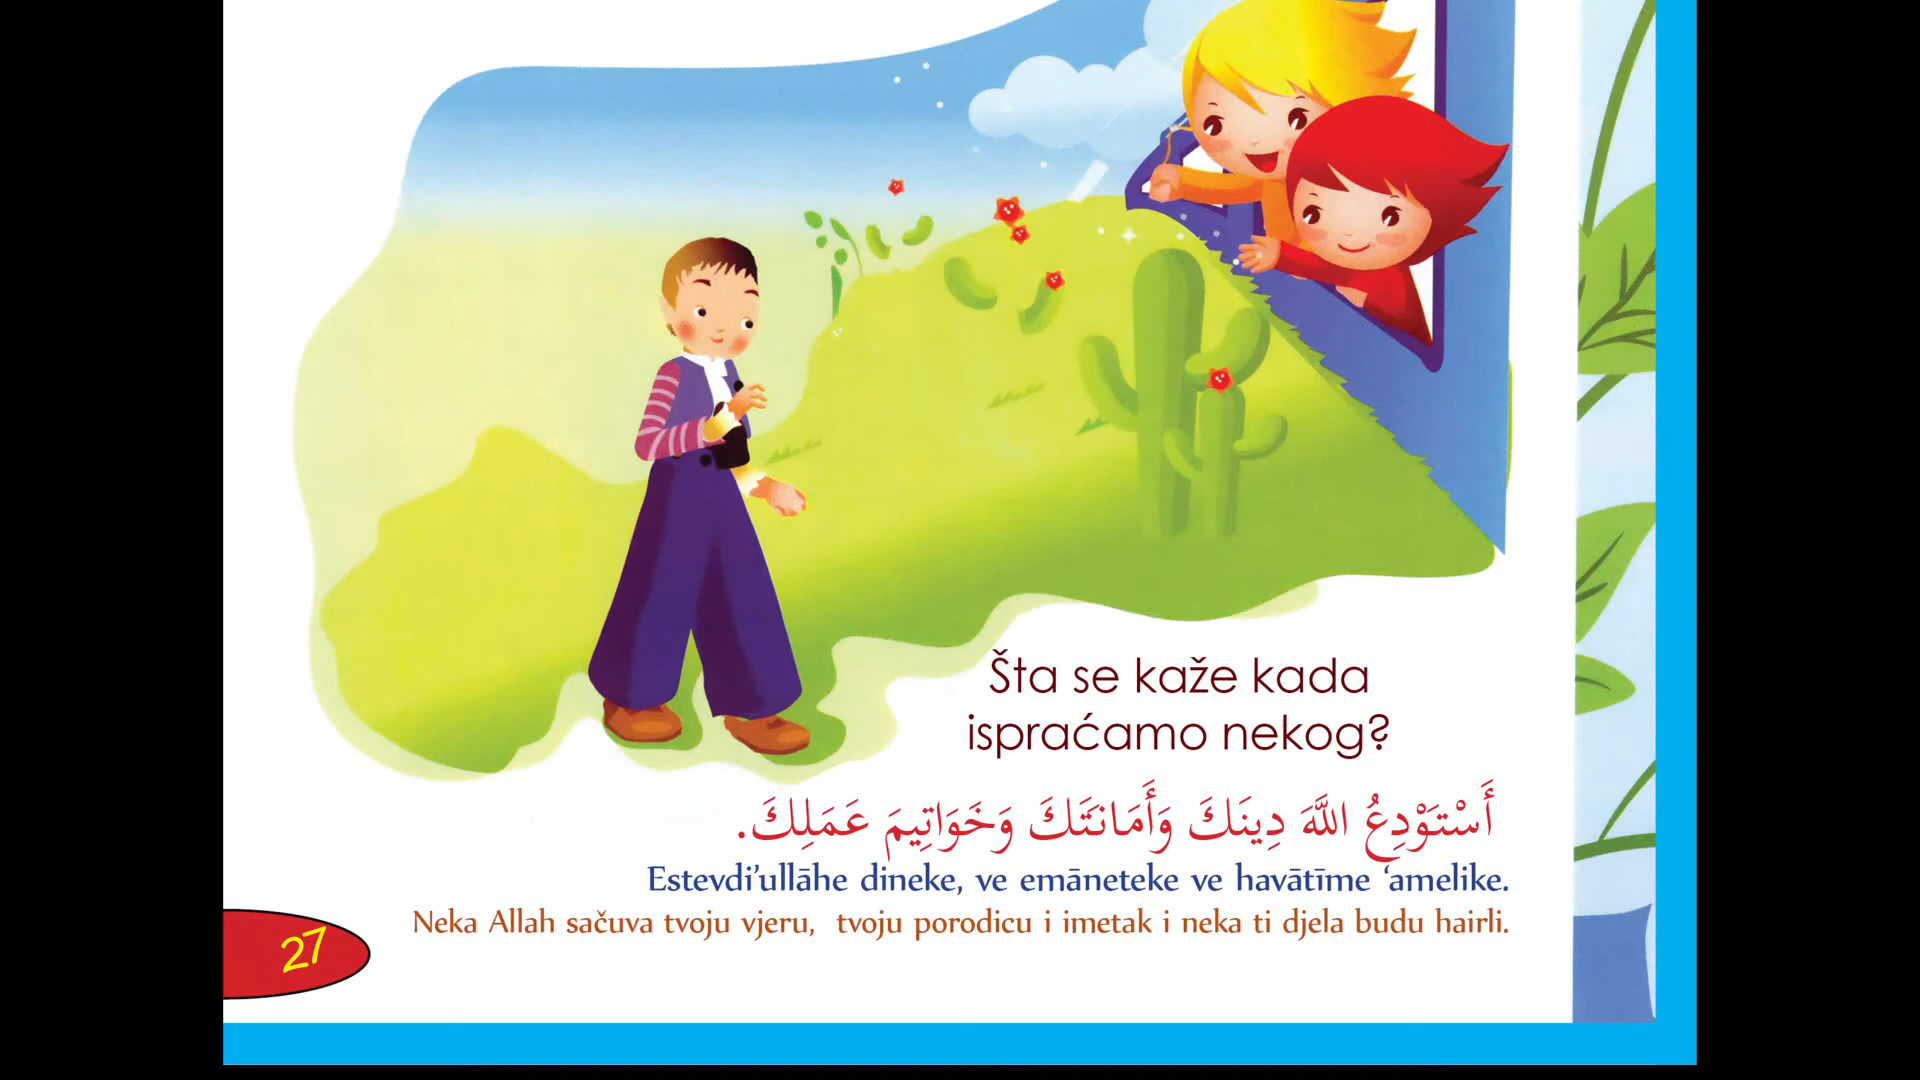 Šta se kaže kada
ispraćamo nekog?
أَسْتَوْدِعُ اللَّهَ دِينَكَ وَأَمَانَتَكَ وَخَوَاتِيمَ عَمَلِكَ.
Estevdi’ullāhe dineke, ve emāneteke ve havātīme ‘amelike.
Neka Allah sačuva tvoju vjeru, tvoju porodicu i imetak i neka ti djela budu hairli.
27